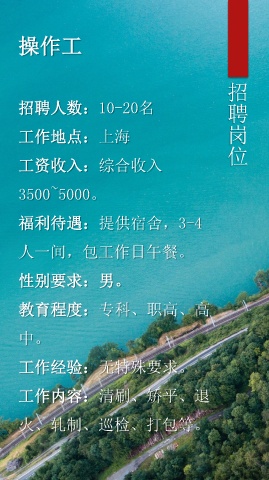 操作工
招聘岗位
招聘人数：10-20名
工作地点：上海
工资收入：综合收入
3500~5000。
福利待遇：提供宿舍，3-4
人一间，包工作日午餐。
性别要求：男。
教育程度：专科、职高、高
中。
工作经验：无特殊要求。
工作内容：清刷、矫平、退
火、轧制、巡检、打包等。